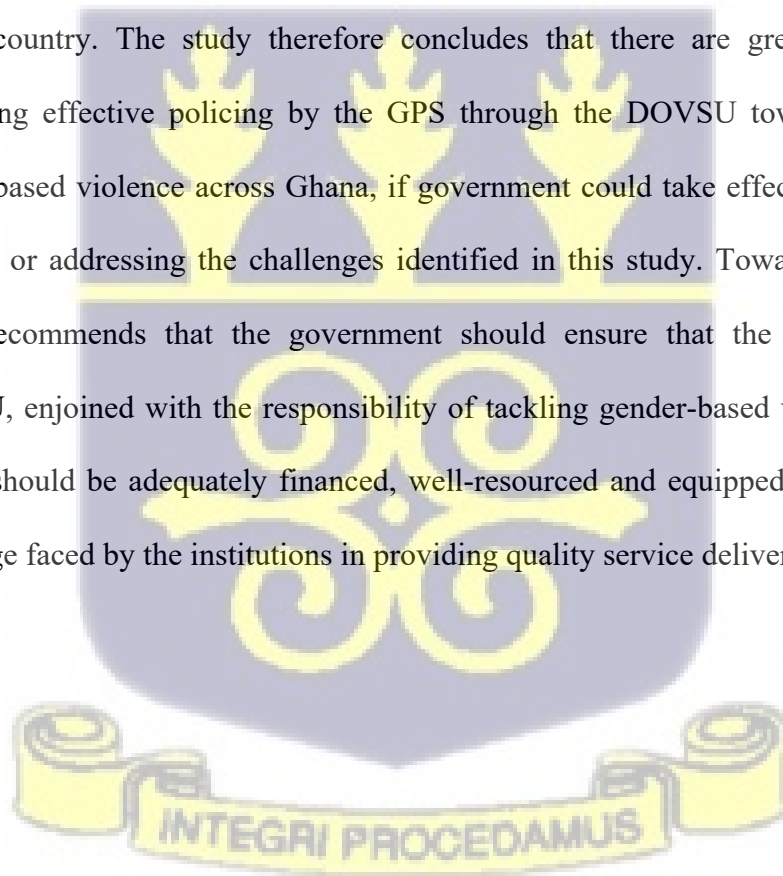 country. The study therefore concludes that there are gre
ng effective policing by the GPS through the DOVSU tow
based violence across Ghana, if government could take effec
or addressing the challenges identified in this study. Towa
ecommends that the government should ensure that the
J, enjoined with the responsibility of tackling gender-based
should be adequately financed, well-resourced and equipped
ge faced by the institutions in providing quality service deliver
INTEGRI PROCEDAMUS